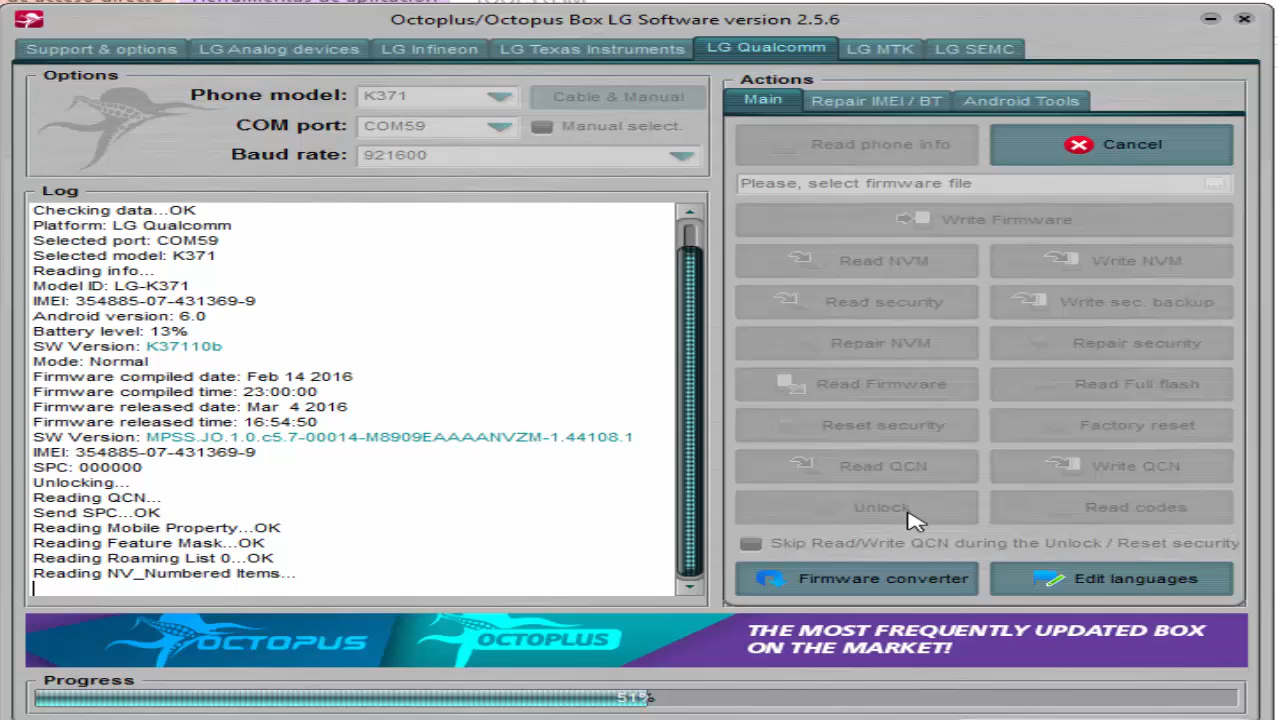 de acceso directo
Herramientas de aplicación
Octoplus/Octopus Box LG Software version 2.5.6
Support & options
LG Analog devices
LG Infineon
LG Texas Instruments
LG Qualcomm
LG MTK
LG SEMC
Options
Phone model:
K371
Cable & Manual
COM port:
COM59
Manual select.
Baud rate:
921600
Log
Checking data...OK
Platform: LG Qualcomm
Selected port: COM59
Selected model: K371
Reading info...
Model ID: LG-K371
IMEI: 354885-07-431369-9
Android version: 6.0
Battery level: 13%
SW Version: K37110b
Mode: Normal
Firmware compiled date: Feb 14 2016
Firmware compiled time: 23:00:00
Firmware released date: Mar  4 2016
Firmware released time: 16:54:50
SW Version: MPSS.JO.1.0.c5.7-00014-M8909EAAAANVZM-1.44108.1
IMEI: 354885-07-431369-9
SPC: 000000
Unlocking...
Reading QCN...
Send SPC...OK
Reading Mobile Property...OK
Reading Feature Mask...OK
Reading Roaming List 0...OK
Reading NV_Numbered Items...
Actions
Main
Repair IMEI / BT
Android Tools
Read phone info
Cancel
Please, select firmware file
Write Firmware
Read NVM
Write NVM
Read security
Write sec. backup
Repair NVM
Repair security
Read Firmware
Read Full flash
Reset security
Factory reset
Read QCN
Write QCN
Unlock
Read codes
Skip Read/Write QCN during the Unlock / Reset security
Firmware converter
Edit languages
OCTOPUS
OCTOPLUS
THE MOST FREQUENTLY UPDATED BOX
ON THE MARKET!
Progress
51%